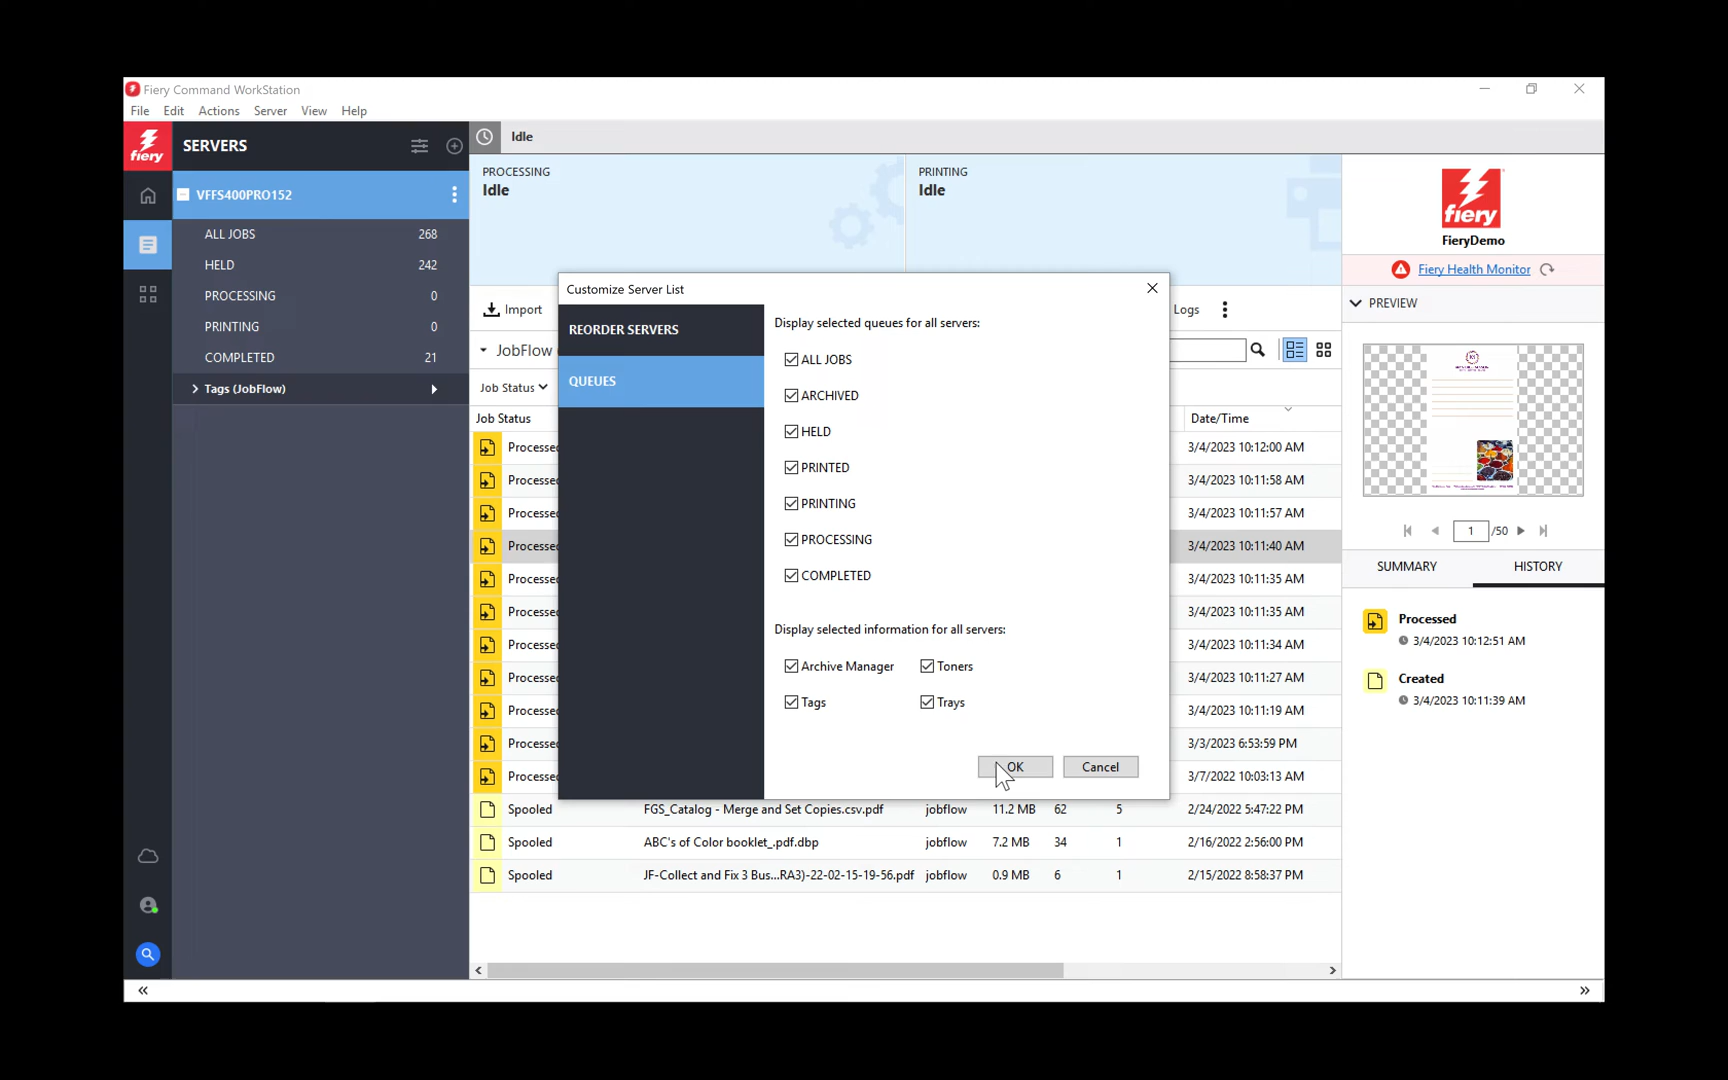 Fiery Command WorkStation
File Edit Actions Server View Help
fiery
SERVERS
Idle
VFFS400PRO152
ALL JOBS 268
HELD 242
PROCESSING 0
PRINTING 0
COMPLETED 21
Tags (JobFlow)
PROCESSING
Idle
PRINTING
Idle
fiery
FieryDemo
Fiery Health Monitor
PREVIEW
Import
Logs
JobFlow (
Job Status
Job Status Date/Time
Processed 3/4/2023 10:12:00 AM
Processed 3/4/2023 10:11:58 AM
Processed 3/4/2023 10:11:57 AM
Processed 3/4/2023 10:11:40 AM
Processed 3/4/2023 10:11:35 AM
Processed 3/4/2023 10:11:35 AM
Processed 3/4/2023 10:11:34 AM
Processed 3/4/2023 10:11:27 AM
Processed 3/4/2023 10:11:19 AM
Processed 3/3/2023 6:53:59 PM
Processed 3/7/2022 10:03:13 AM
Spooled FGS_Catalog - Merge and Set Copies.csv.pdf jobflow 11.2 MB 62 5 2/24/2022 5:47:22 PM
Spooled ABC's of Color booklet_.pdf.dbp jobflow 7.2 MB 34 1 2/16/2022 2:56:00 PM
Spooled JF-Collect and Fix 3 Bus...RA3)-22-02-15-19-56.pdf jobflow 0.9 MB 6 1 2/15/2022 8:58:37 PM
Customize Server List
REORDER SERVERS
QUEUES
Display selected queues for all servers:
ALL JOBS
ARCHIVED
HELD
PRINTED
PRINTING
PROCESSING
COMPLETED
Display selected information for all servers:
Archive Manager Toners
Tags Trays
OK Cancel
1 /50
SUMMARY HISTORY
Processed
3/4/2023 10:12:51 AM
Created
3/4/2023 10:11:39 AM